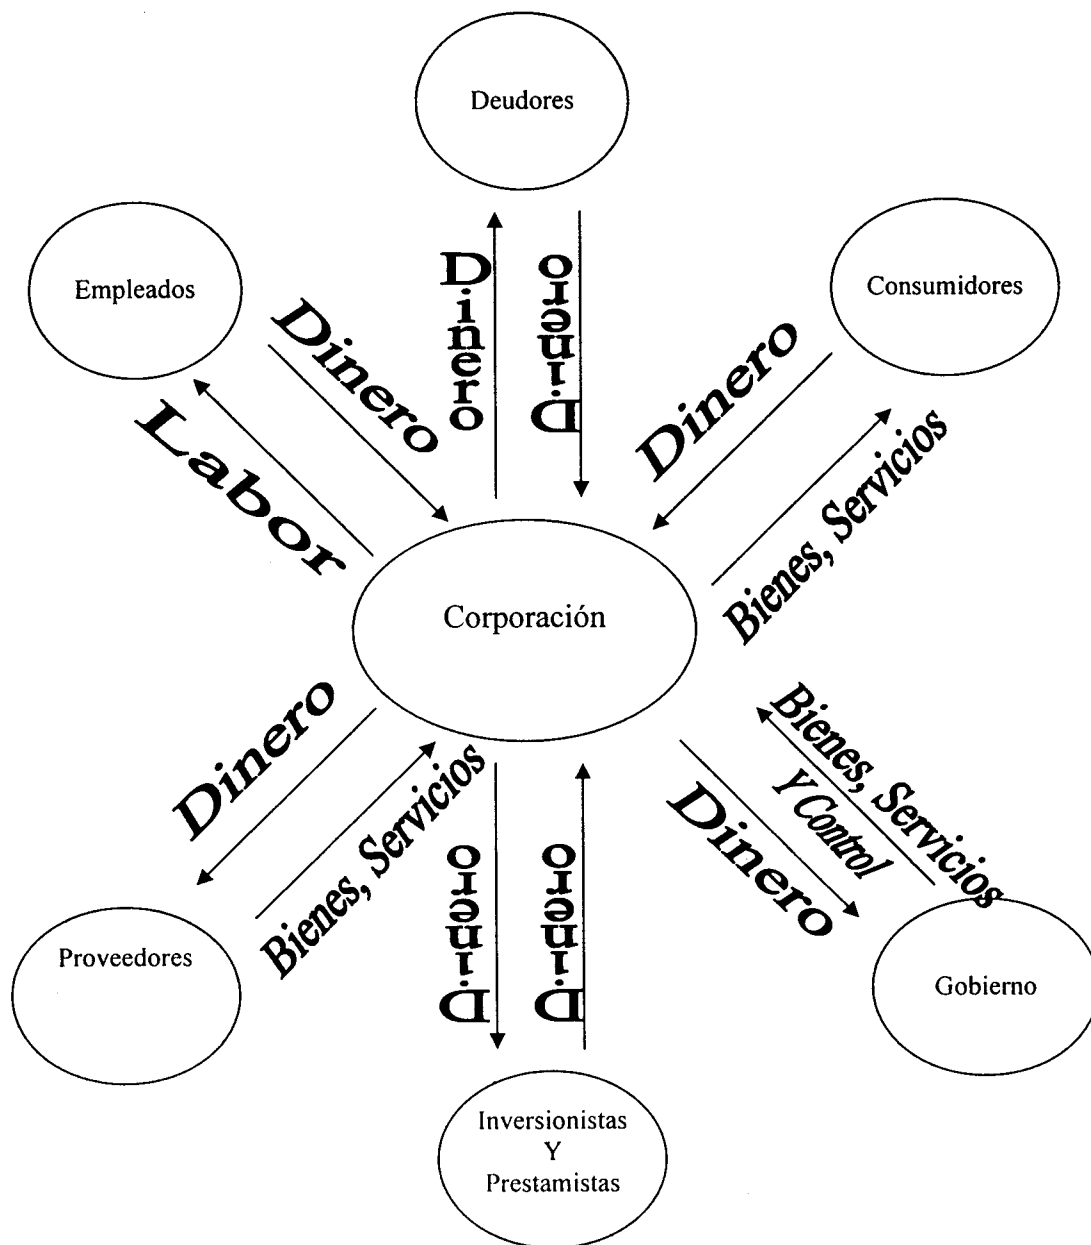 Deudores
Empleados
Consumidores
Dinero
Dinero
Dinero
Dinero
Labor
Bienes, Servicios
Corporación
Dinero
Bienes, Servicios
Dinero
Dinero
Dinero
Bienes, Servicios
Y Control
Proveedores
Gobierno
Inversionistas
Y
Prestamistas